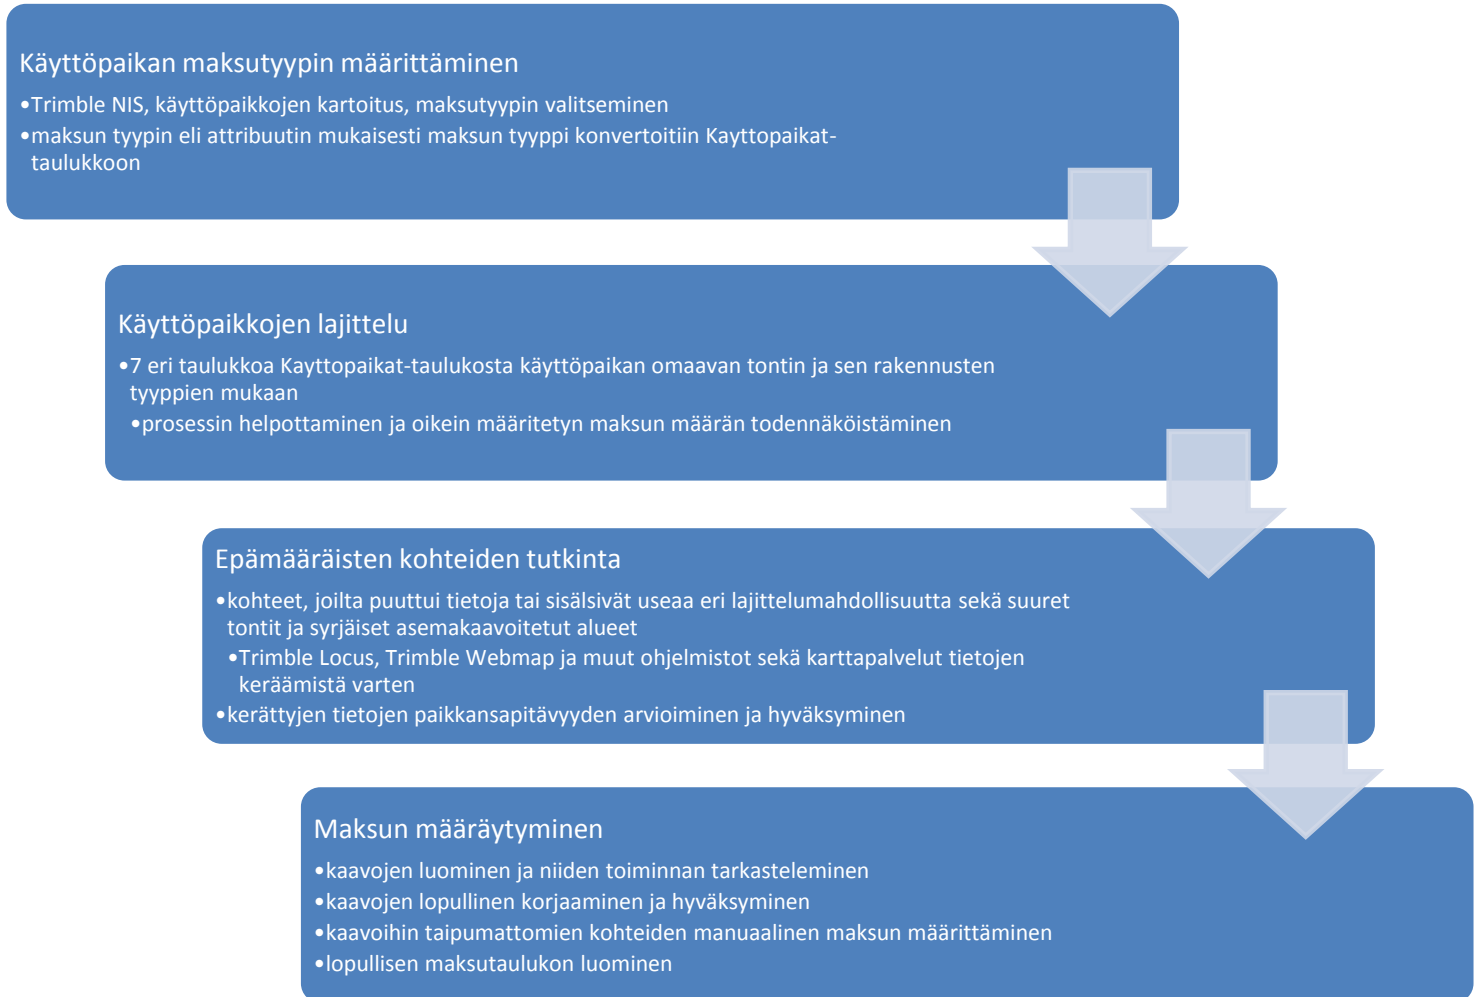 Käyttöpaikan maksutyypin määrittäminen
•Trimble NIS, käyttöpaikkojen kartoitus, maksutyypin valitseminen
•maksun tyypin eli attribuutin mukaisesti maksun tyyppi konvertoitiin Kayttopaikat-
taulukkoon
Käyttöpaikkojen lajittelu
•7 eri taulukkoa Kayttopaikat-taulukosta käyttöpaikan omaavan tontin ja sen rakennusten
tyyppien mukaan
•prosessin helpottaminen ja oikein määritetyn maksun määrän todennäköistäminen
Epämääräisten kohteiden tutkinta
•kohteet, joilta puuttui tietoja tai sisälsivät useaa eri lajittelumahdollisuutta sekä suuret
tontit ja syrjäiset asemakaavoitetut alueet
•Trimble Locus, Trimble Webmap ja muut ohjelmistot sekä karttapalvelut tietojen
keräämistä varten
•kerättyjen tietojen paikkansapitävyyden arvioiminen ja hyväksyminen
Maksun määräytyminen
•kaavojen luominen ja niiden toiminnan tarkasteleminen
•kaavojen lopullinen korjaaminen ja hyväksyminen
•kaavoihin taipumattomien kohteiden manuaalinen maksun määrittäminen
•lopullisen maksutaulukon luominen